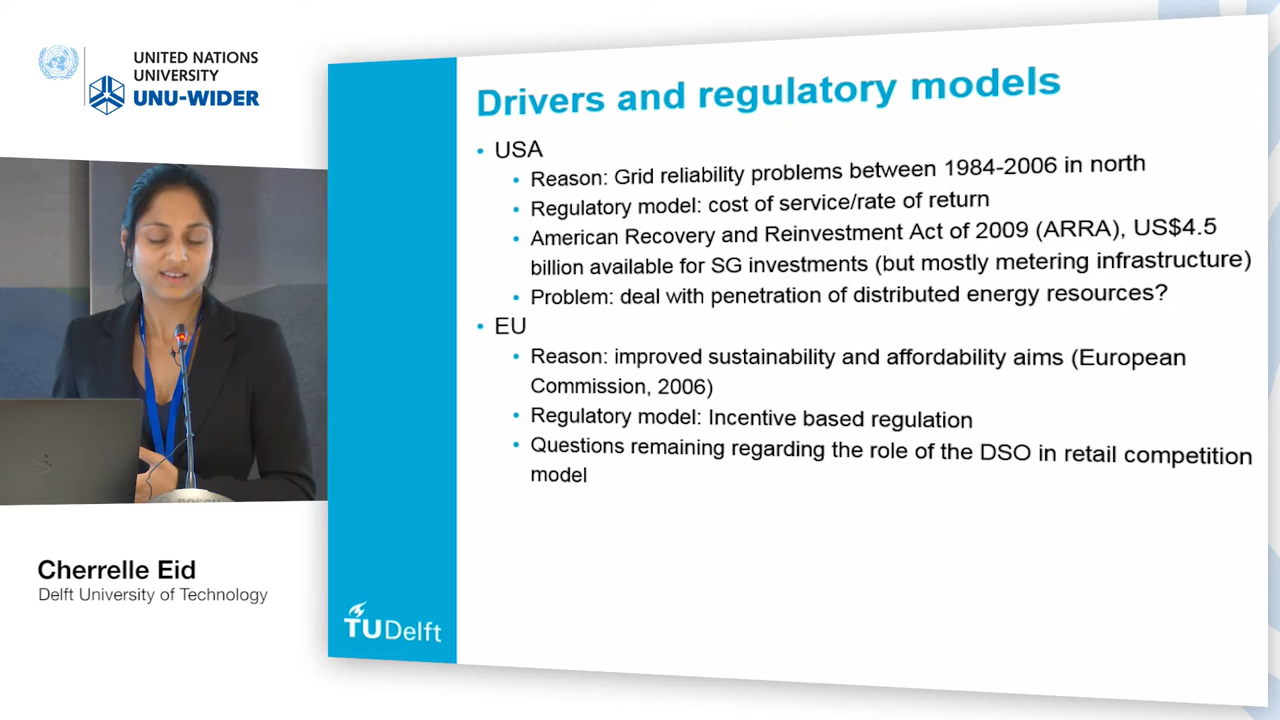 UNITED NATIONS
UNIVERSITY
UNU-WIDER
Drivers and regulatory models
• USA
• Reason: Grid reliability problems between 1984-2006 in north
• Regulatory model: cost of service/rate of return
• American Recovery and Reinvestment Act of 2009 (ARRA), US$4.5
billion available for SG investments (but mostly metering infrastructure)
• Problem: deal with penetration of distributed energy resources?
• EU
• Reason: improved sustainability and affordability aims (European
Commission, 2006)
• Regulatory model: Incentive based regulation
• Questions remaining regarding the role of the DSO in retail competition
model
BOSCH
Cherrelle Eid
Delft University of Technology
TU Delft